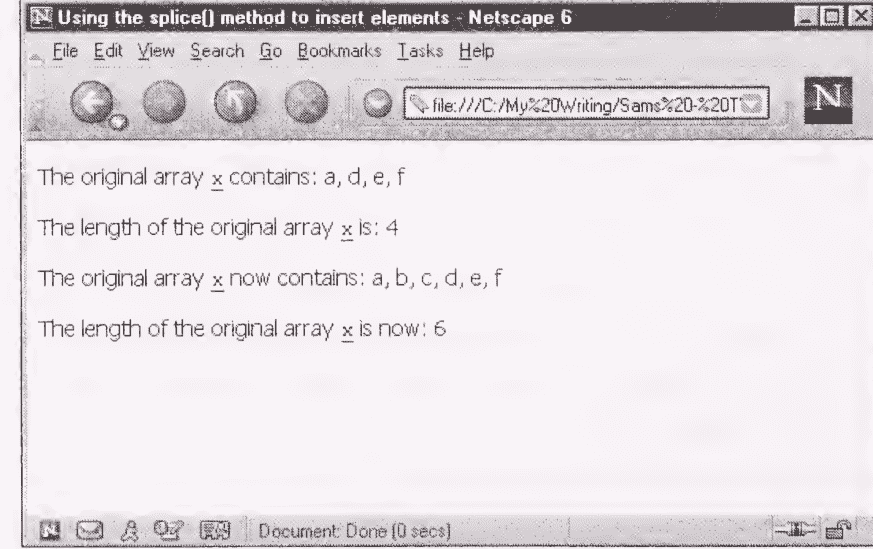 Using the splice() method to insert elements - Netscape 6
File Edit View Search Go Bookmarks Tasks Help
file:///C:/My%20Writing/Sams%20-%20T
N
The original array x contains: a, d, e, f
The length of the original array x is: 4
The original array x now contains: a, b, c, d, e, f
The length of the original array x is now: 6
Document: Done (0 secs)